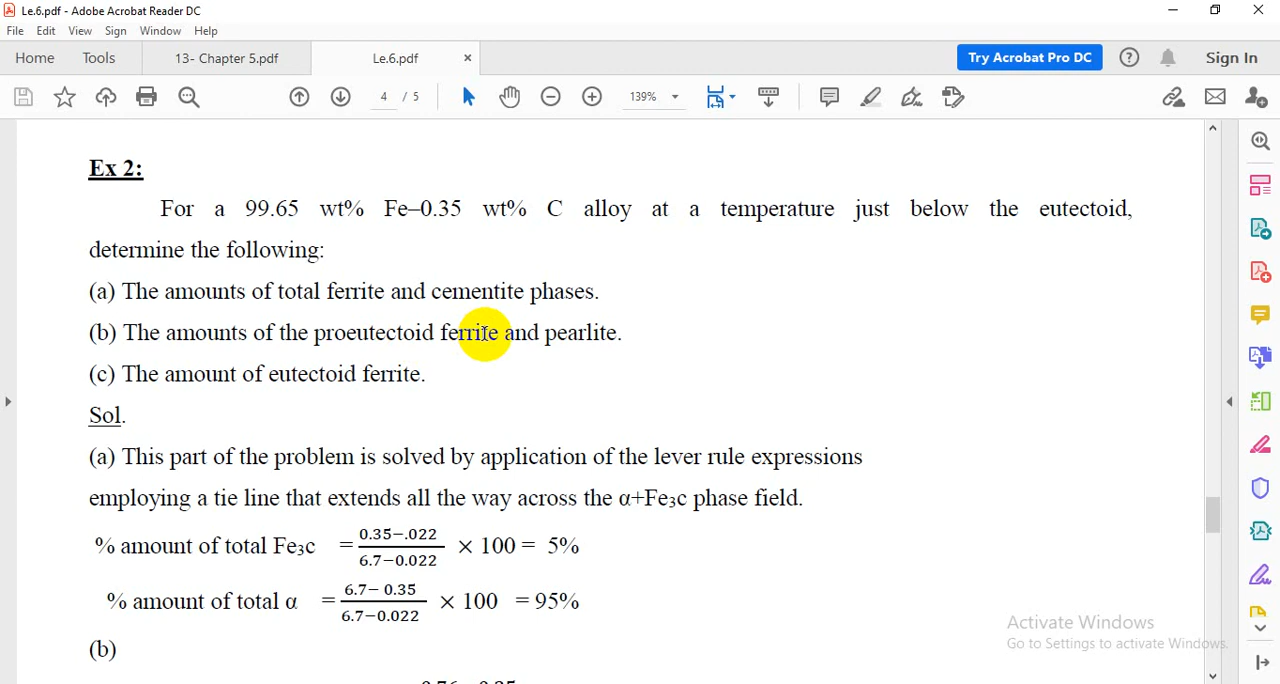 Le.6.pdf - Adobe Acrobat Reader DC
File Edit View Sign Window Help
Home Tools 13- Chapter 5.pdf Le.6.pdf × Try Acrobat Pro DC Sign In
4 / 5 139%
Ex 2:
For a 99.65 wt% Fe–0.35 wt% C alloy at a temperature just below the eutectoid,
determine the following:
(a) The amounts of total ferrite and cementite phases.
(b) The amounts of the proeutectoid ferrite and pearlite.
(c) The amount of eutectoid ferrite.
Sol.
(a) This part of the problem is solved by application of the lever rule expressions
employing a tie line that extends all the way across the α+Fe₃c phase field.
% amount of total Fe₃c = 0.35−.022 / 6.7−0.022 × 100 = 5%
% amount of total α = 6.7− 0.35 / 6.7−0.022 × 100 = 95%
(b)
Activate Windows
Go to Settings to activate Windows.